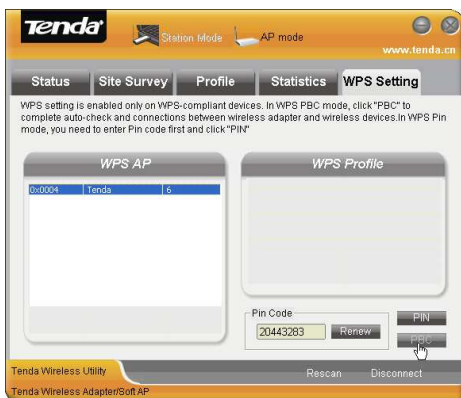 Tenda
Station Mode
AP mode
www.tenda.cn
Status
Site Survey
Profile
Statistics
WPS Setting
WPS setting is enabled only on WPS-compliant devices. In WPS PBC mode, click"PBC" to
complete auto-check and connections between wireless adapter and wireless devices.In WPS Pin
mode, you need to enter Pin code first and click"PIN"
WPS AP
WPS Profile
0x0004 Tenda 6
Pin Code
20443283
Renew
PIN
PBC
Tenda Wireless Utility
Rescan
Disconnect
Tenda Wireless Adapter/Soft AP